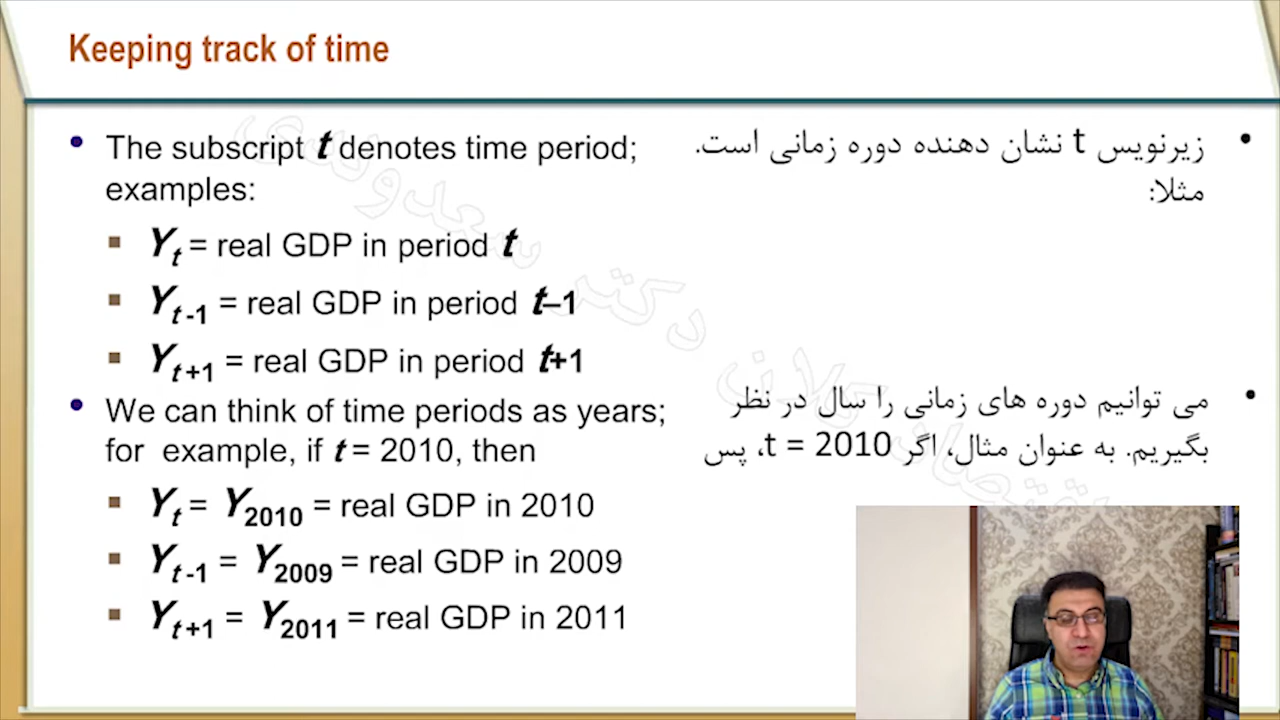 Keeping track of time
• The subscript t denotes time period;
examples:
▪ Yt = real GDP in period t
▪ Yt-1 = real GDP in period t–1
▪ Yt+1 = real GDP in period t+1
• We can think of time periods as years;
for example, if t = 2010, then
▪ Yt = Y2010 = real GDP in 2010
▪ Yt-1 = Y2009 = real GDP in 2009
▪ Yt+1 = Y2011 = real GDP in 2011
• زیرنویس t نشان دهنده دوره زمانی است.
مثلا:
• می توانیم دوره های زمانی را سال در نظر
بگیریم. به عنوان مثال، اگر t = 2010، پس
اقتصاد کلان دکتر سعدوندی